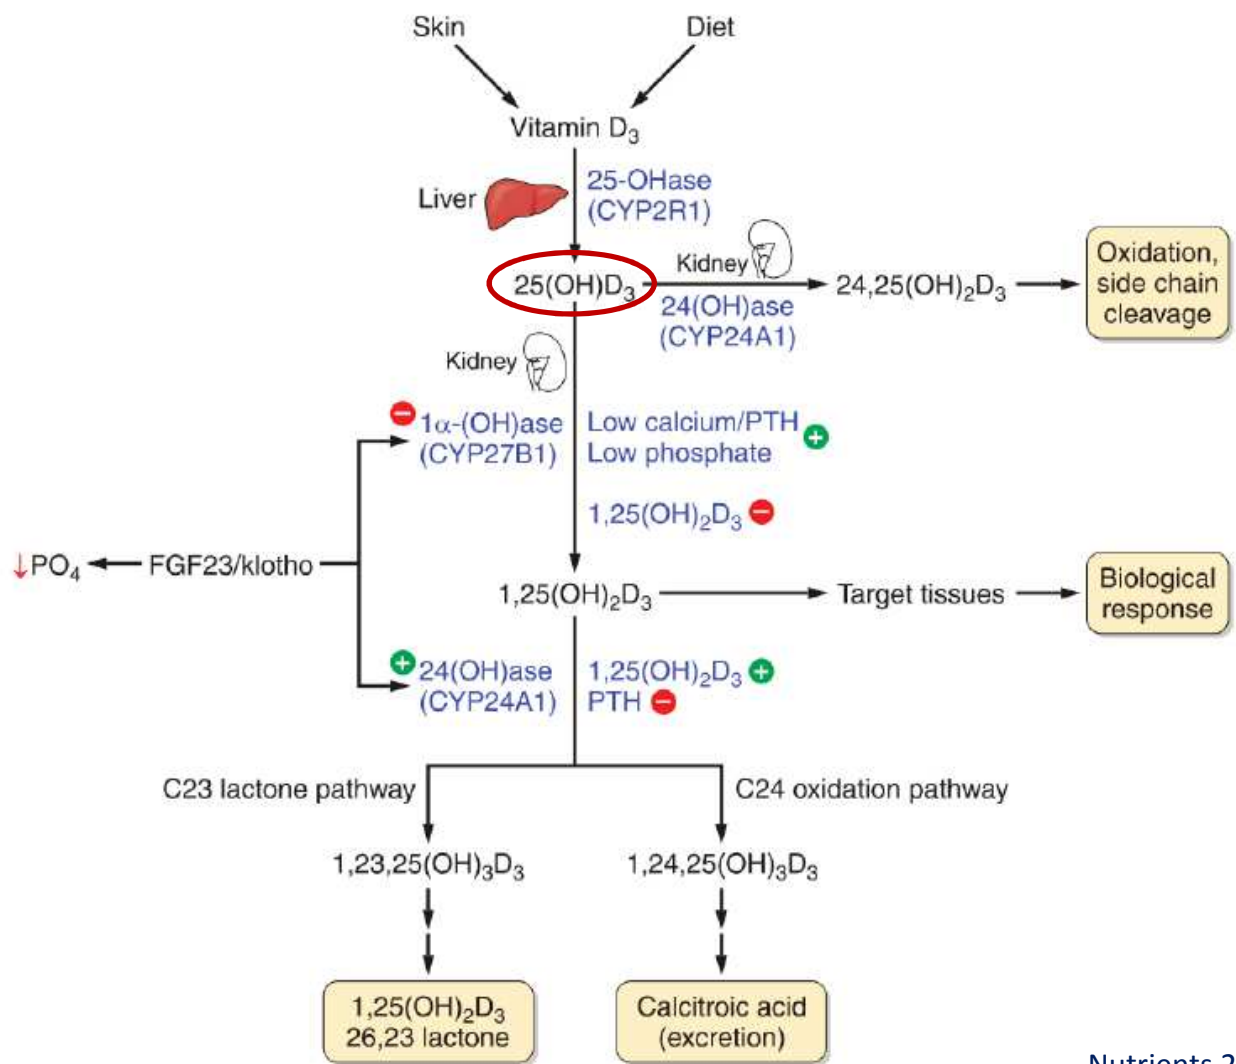 Skin
Diet
Vitamin D₃
Liver
25-OHase
(CYP2R1)
25(OH)D₃
Kidney
24(OH)ase
(CYP24A1)
24,25(OH)₂D₃
Oxidation,
side chain
cleavage
Kidney
1α-(OH)ase
(CYP27B1)
Low calcium/PTH
Low phosphate
1,25(OH)₂D₃
↓PO₄
FGF23/klotho
1,25(OH)₂D₃
Target tissues
Biological
response
24(OH)ase
(CYP24A1)
1,25(OH)₂D₃
PTH
C23 lactone pathway
C24 oxidation pathway
1,23,25(OH)₃D₃
1,24,25(OH)₃D₃
1,25(OH)₂D₃
26,23 lactone
Calcitroic acid
(excretion)
Nutrients 2